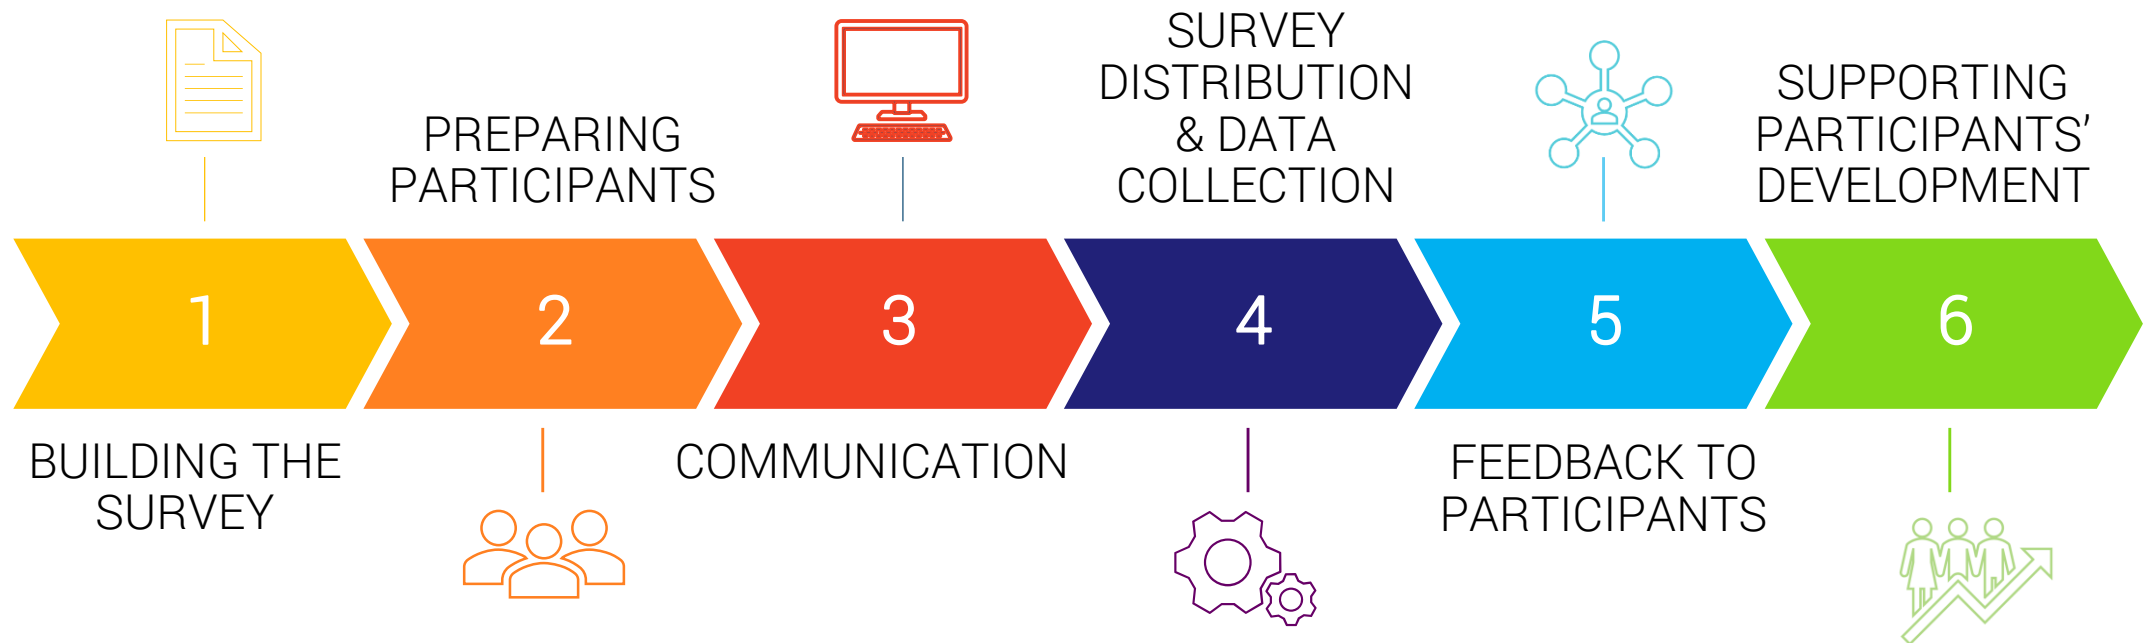 SURVEY
DISTRIBUTION
& DATA
COLLECTION
PREPARING
PARTICIPANTS
SUPPORTING
PARTICIPANTS’
DEVELOPMENT
1
2
3
4
5
6
BUILDING THE
SURVEY
COMMUNICATION
FEEDBACK TO
PARTICIPANTS